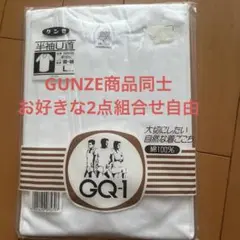 グンゼ
半袖U首
L
GUNZE商品同士
お好きな2点組合せ自由
大切にしたい
自然な着ごこち
綿100%
GQ-1